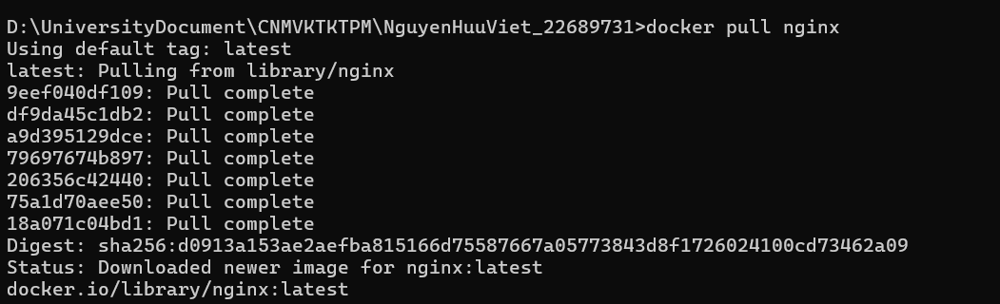 D:\UniversityDocument\CNMVKTKTPM\NguyenHuuViet_22689731>docker pull nginx
Using default tag: latest
latest: Pulling from library/nginx
9eef040df109: Pull complete
df9da45c1db2: Pull complete
a9d395129dce: Pull complete
79697674b897: Pull complete
206356c42440: Pull complete
75a1d70aee50: Pull complete
18a071c04bd1: Pull complete
Digest: sha256:d0913a153ae2aefba815166d75587667a05773843d8f1726024100cd73462a09
Status: Downloaded newer image for nginx:latest
docker.io/library/nginx:latest